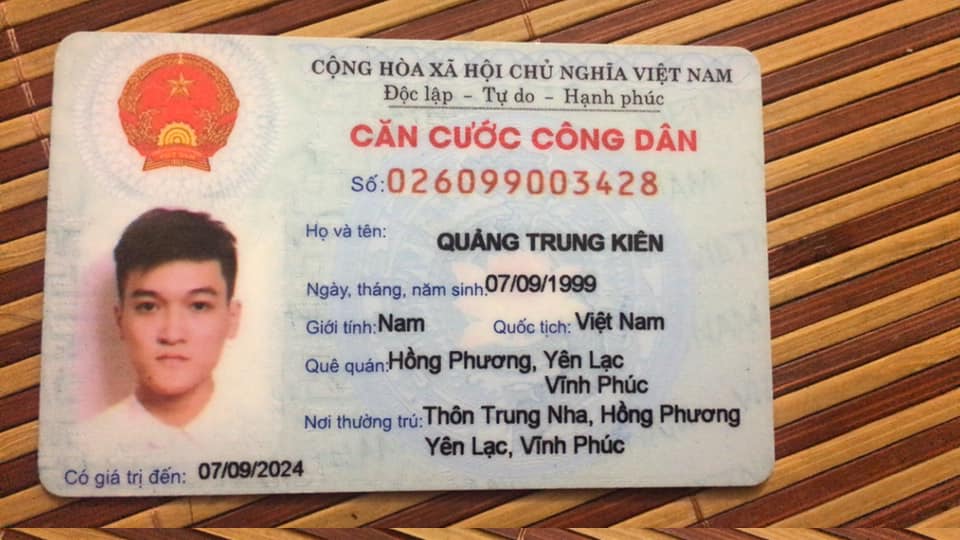 CỘNG HÒA XÃ HỘI CHỦ NGHĨA VIỆT NAM
Độc lập - Tự do - Hạnh phúc
CĂN CƯỚC CÔNG DÂN
Số: 026099003428
Họ và tên: QUẢNG TRUNG KIÊN
Ngày, tháng, năm sinh: 07/09/1999
Giới tính: Nam Quốc tịch: Việt Nam
Quê quán: Hồng Phương, Yên Lạc
Vĩnh Phúc
Nơi thường trú: Thôn Trung Nha, Hồng Phương
Yên Lạc, Vĩnh Phúc
Có giá trị đến: 07/09/2024